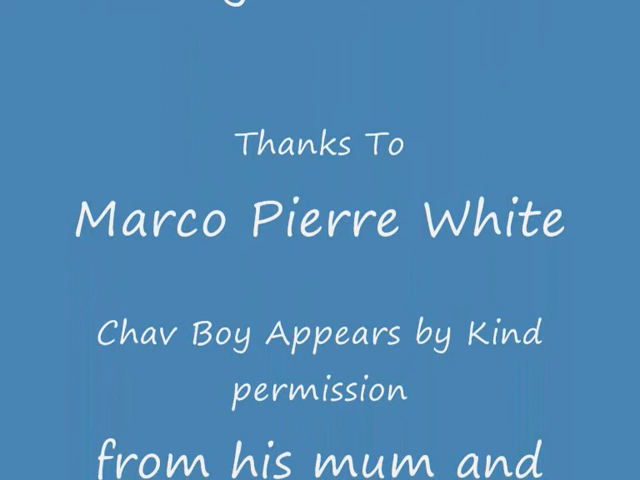 Thanks To
Marco Pierre White
Chav Boy Appears by Kind
permission
from his mum and